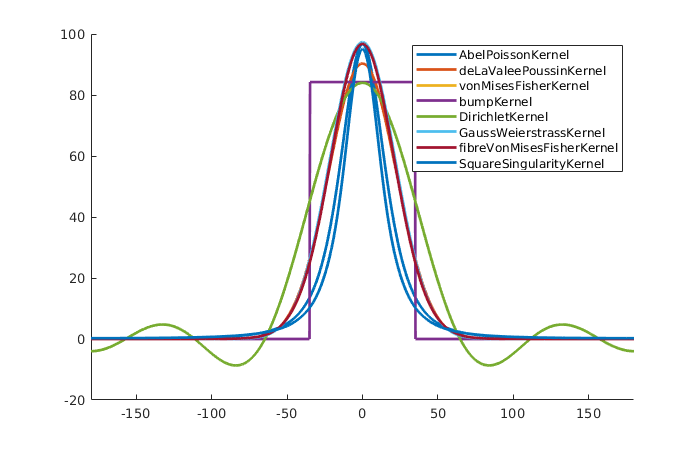 100
80
60
40
20
0
-20
-150
-100
-50
0
50
100
150
AbelPoissonKernel
deLaValeePoussinKernel
vonMisesFisherKernel
bumpKernel
DirichletKernel
GaussWeierstrassKernel
fibreVonMisesFisherKernel
SquareSingularityKernel